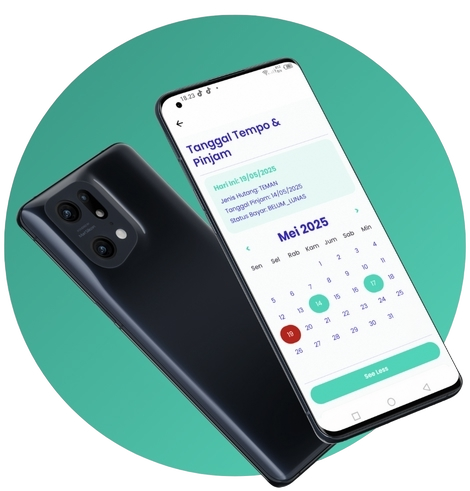 18.23
Tanggal Tempo &
Pinjam
Hari Ini: 19/05/2025
Jenis Hutang: TEMAN
Tanggal Pinjam: 14/05/2025
Status Bayar: BELUM_LUNAS
Mei 2025
Sen Sel Rab Kam Jum Sab Min
1 2 3 4
5 6 7 8 9 10 11
12 13 14 15 16 17 18
19 20 21 22 23 24 25
26 27 28 29 30 31
See Less